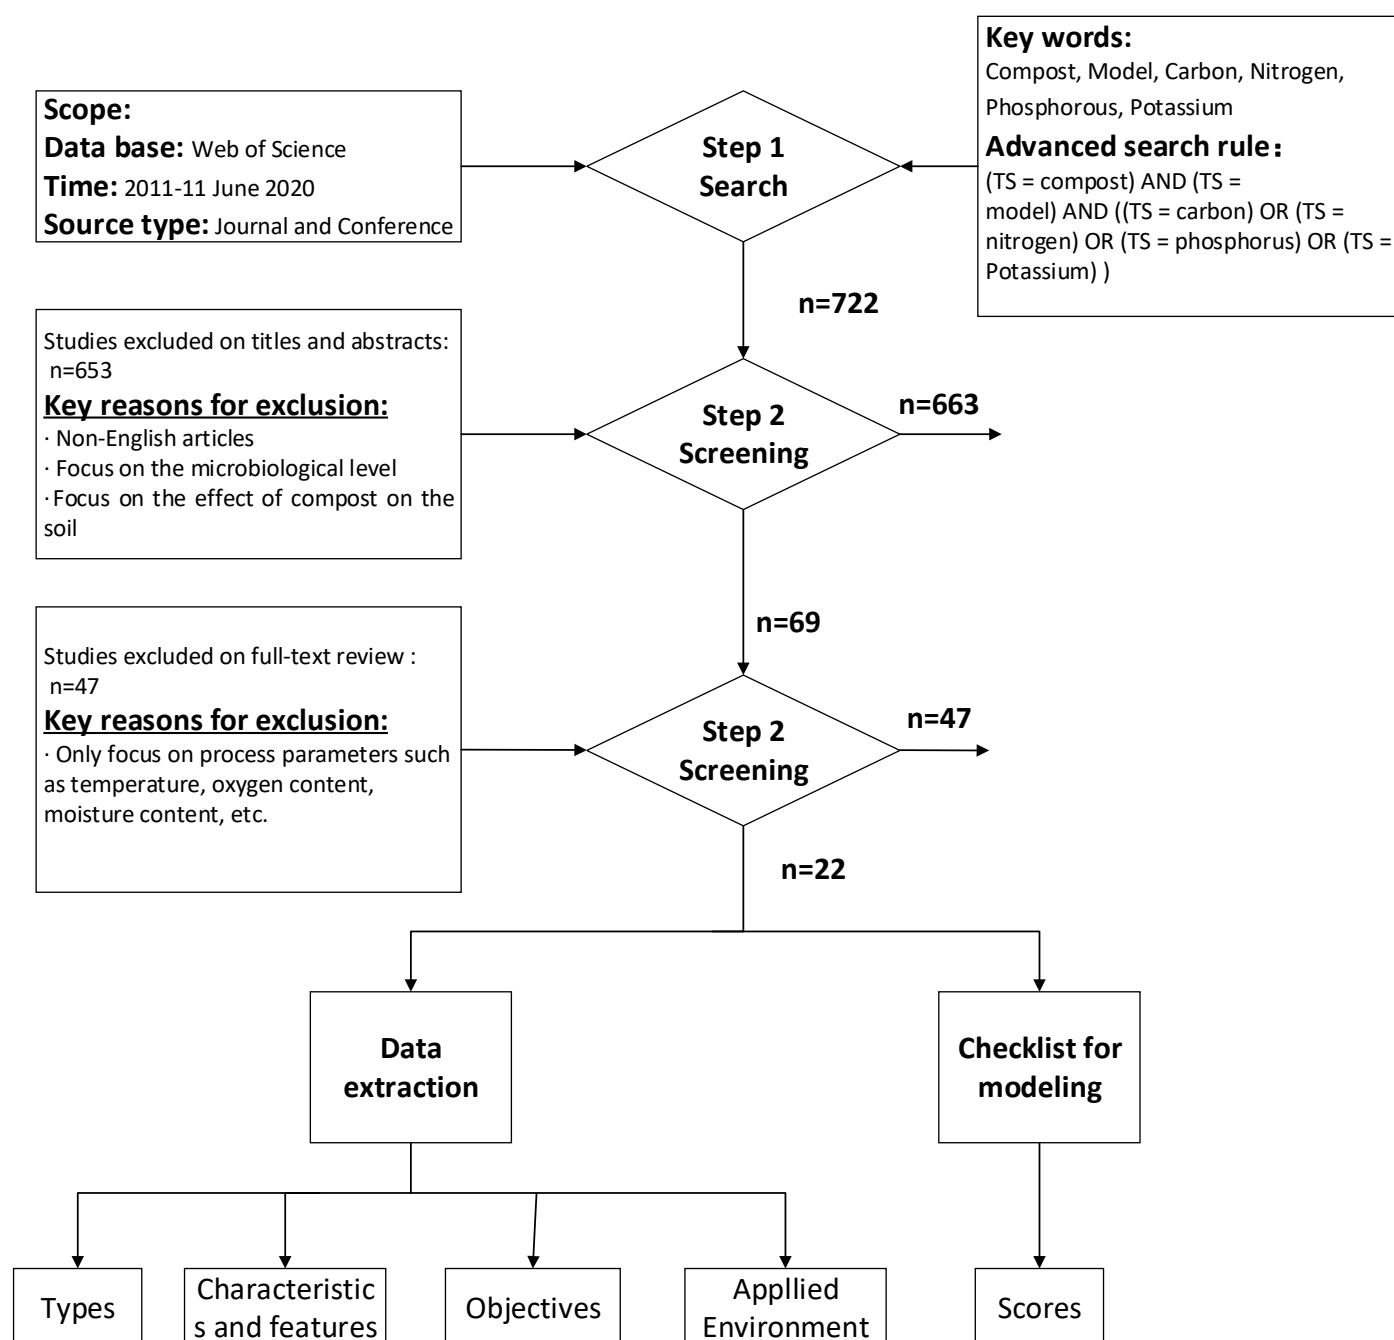 Key words:
Compost, Model, Carbon, Nitrogen,
Phosphorous, Potassium
Advanced search rule：
(TS = compost) AND (TS =
model) AND ((TS = carbon) OR (TS =
nitrogen) OR (TS = phosphorus) OR (TS =
Potassium) )
Scope:
Data base: Web of Science
Time: 2011-11 June 2020
Source type: Journal and Conference
Step 1
Search
n=722
Studies excluded on titles and abstracts:
n=653
Key reasons for exclusion:
· Non-English articles
· Focus on the microbiological level
· Focus on the effect of compost on the
soil
Step 2
Screening
n=663
n=69
Studies excluded on full-text review :
n=47
Key reasons for exclusion:
· Only focus on process parameters such
as temperature, oxygen content,
moisture content, etc.
Step 2
Screening
n=47
n=22
Data
extraction
Checklist for
modeling
Types
Characteristic
s and features
Objectives
Appllied
Environment
Scores